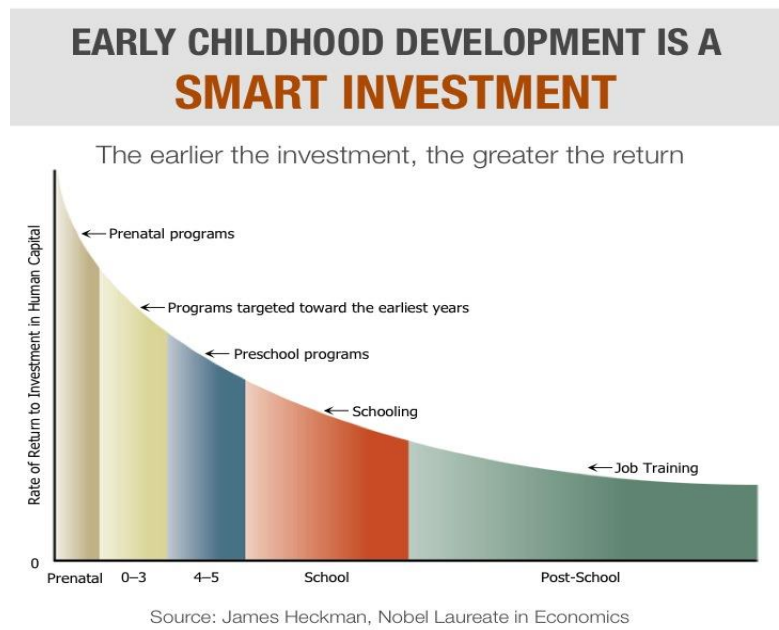 EARLY CHILDHOOD DEVELOPMENT IS A
SMART INVESTMENT
The earlier the investment, the greater the return
Rate of Return to Investment in Human Capital
Prenatal programs
Programs targeted toward the earliest years
Preschool programs
Schooling
Job Training
0
Prenatal
0–3
4–5
School
Post-School
Source: James Heckman, Nobel Laureate in Economics